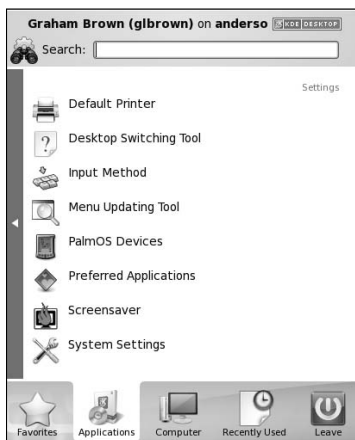 Graham Brown (glbrown) on anderso KDE DESKTOP
Search:
Settings
Default Printer
Desktop Switching Tool
Input Method
Menu Updating Tool
PalmOS Devices
Preferred Applications
Screensaver
System Settings
Favorites Applications Computer Recently Used Leave